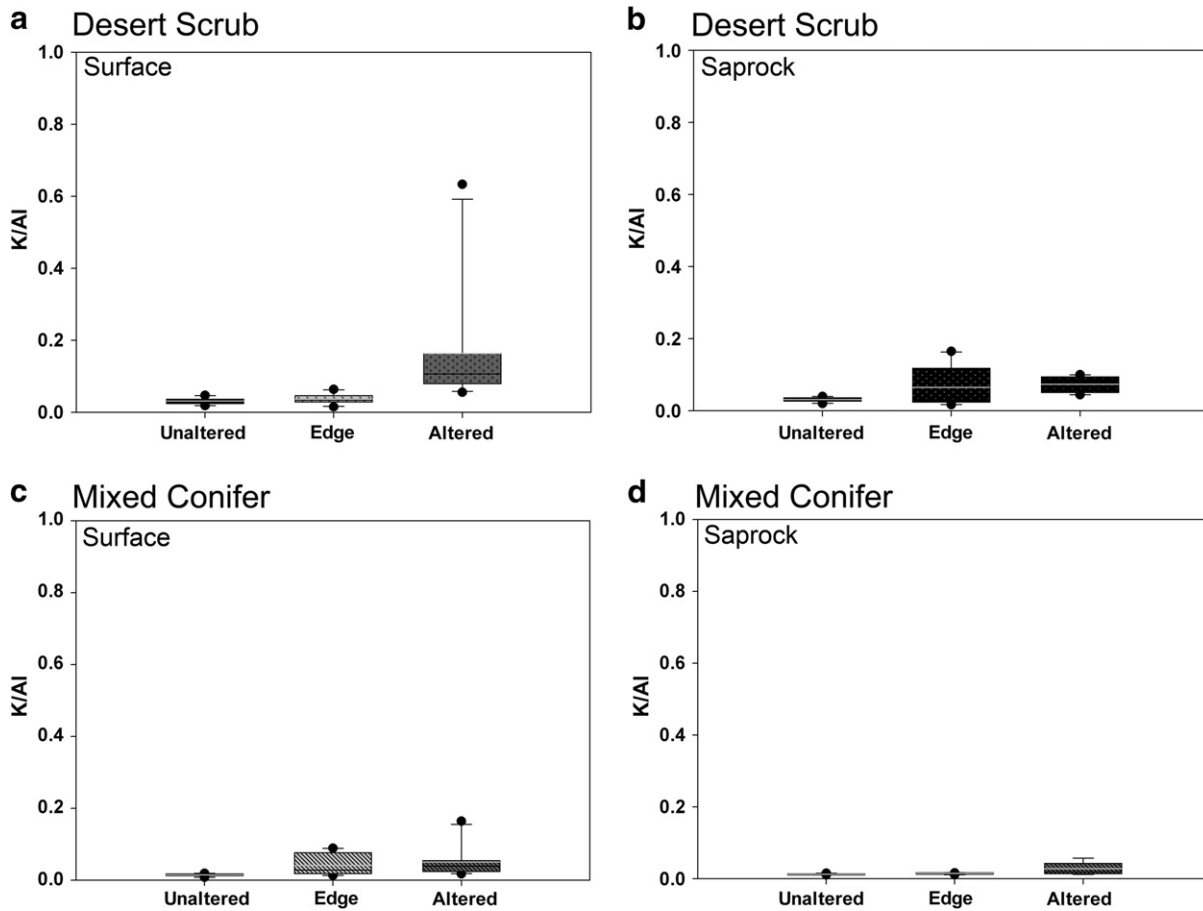 a Desert Scrub
Surface
1.0
0.8
0.6
0.4
0.2
0.0
K/Al
Unaltered Edge Altered
b Desert Scrub
Saprock
1.0
0.8
0.6
0.4
0.2
0.0
K/Al
Unaltered Edge Altered
c Mixed Conifer
Surface
1.0
0.8
0.6
0.4
0.2
0.0
K/Al
Unaltered Edge Altered
d Mixed Conifer
Saprock
1.0
0.8
0.6
0.4
0.2
0.0
K/Al
Unaltered Edge Altered